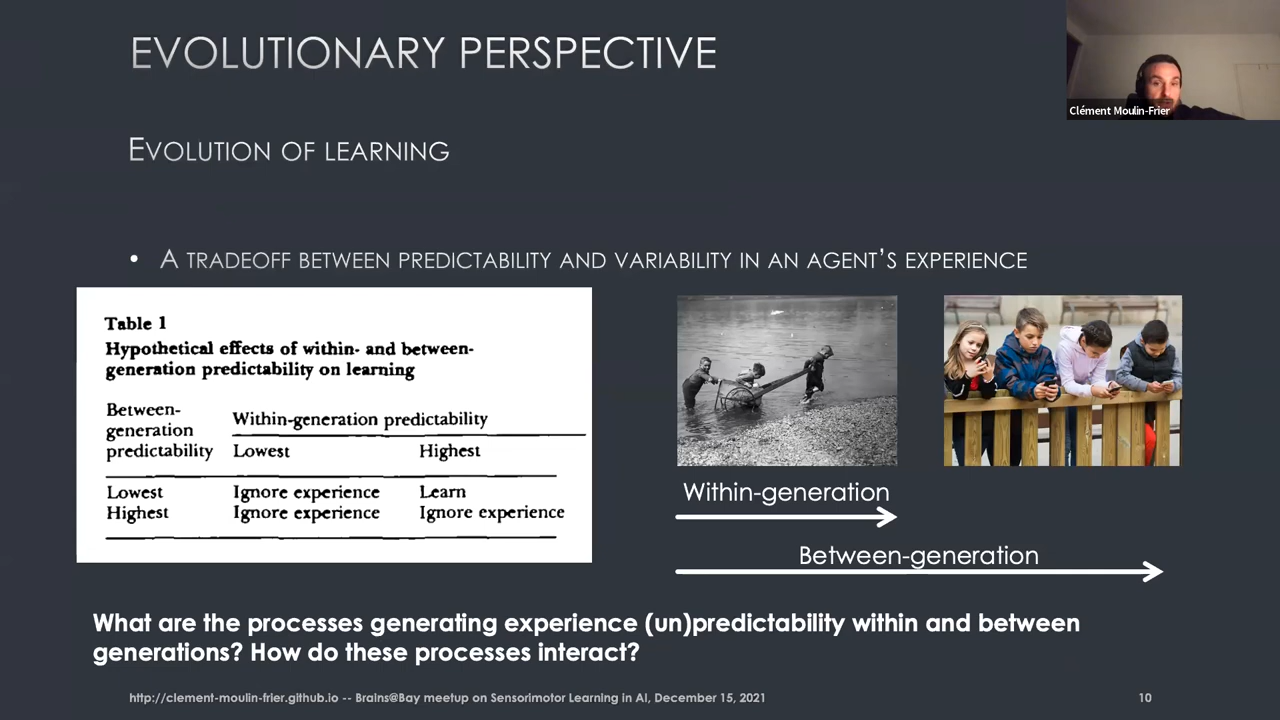 EVOLUTIONARY PERSPECTIVE
Clément Moulin-Frier
EVOLUTION OF LEARNING
• A TRADEOFF BETWEEN PREDICTABILITY AND VARIABILITY IN AN AGENT'S EXPERIENCE
Table 1
Hypothetical effects of within- and between-
generation predictability on learning
Between-
generation
predictability
Within-generation predictability
Lowest Highest
Lowest Ignore experience Learn
Highest Ignore experience Ignore experience
Within-generation
Between-generation
What are the processes generating experience (un)predictability within and between
generations? How do these processes interact?
http://clement-moulin-frier.github.io -- Brains@Bay meetup on Sensorimotor Learning in AI, December 15, 2021
10